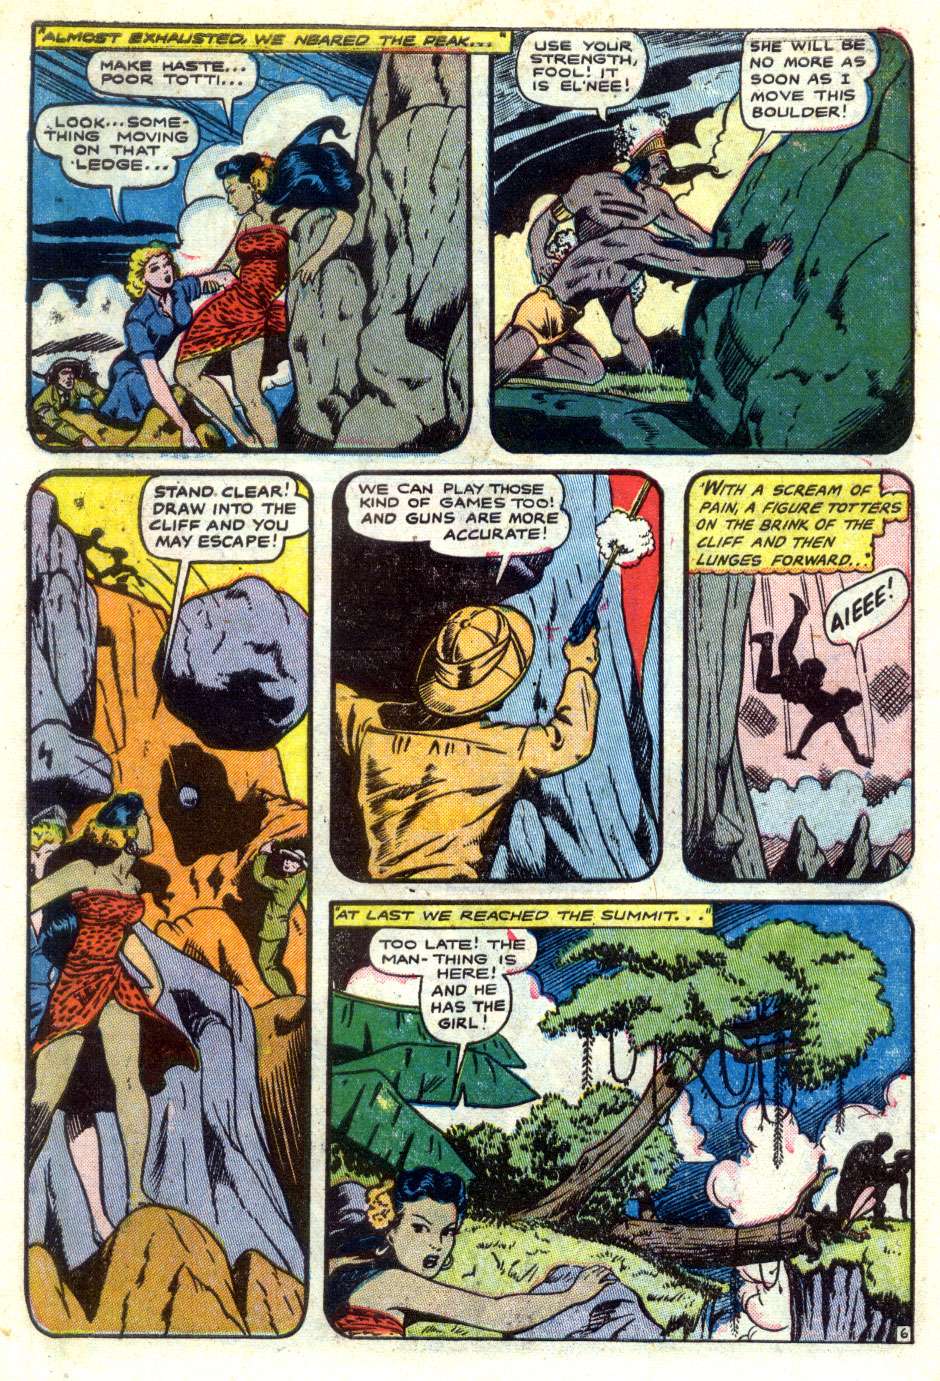 "ALMOST EXHAUSTED, WE NEARED THE PEAK..."
MAKE HASTE...
POOR TOTTI...
LOOK...SOME-
THING MOVING
ON THAT
LEDGE...
USE YOUR
STRENGTH,
FOOL! IT
IS EL'NEE!
SHE WILL BE
NO MORE AS
SOON AS I
MOVE THIS
BOULDER!
STAND CLEAR!
DRAW INTO THE
CLIFF AND YOU
MAY ESCAPE!
WE CAN PLAY THOSE
KIND OF GAMES TOO!
AND GUNS ARE MORE
ACCURATE!
"WITH A SCREAM OF
PAIN, A FIGURE TOTTERS
ON THE BRINK OF THE
CLIFF AND THEN
LUNGES FORWARD..."
AIEEE!
"AT LAST WE REACHED THE SUMMIT..."
TOO LATE! THE
MAN-THING IS
HERE!
AND HE
HAS THE
GIRL!
6